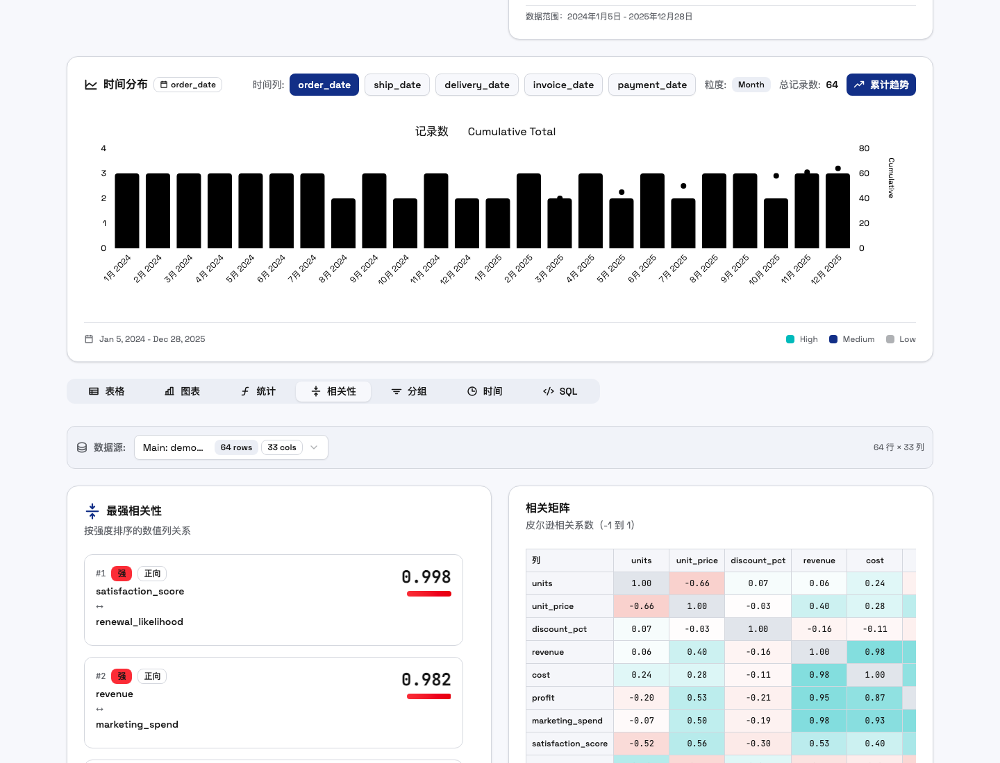 数据范围：2024年1月5日 - 2025年12月28日
时间分布 order_date 时间列: order_date ship_date delivery_date invoice_date payment_date 粒度: Month 总记录数: 64 累计趋势
记录数 Cumulative Total
4
3
2
1
0
80
60
40
20
0
Cumulative
1月 2024
2月 2024
3月 2024
4月 2024
5月 2024
6月 2024
7月 2024
8月 2024
9月 2024
10月 2024
11月 2024
12月 2024
1月 2025
2月 2025
3月 2025
4月 2025
5月 2025
6月 2025
7月 2025
8月 2025
9月 2025
10月 2025
11月 2025
12月 2025
Jan 5, 2024 - Dec 28, 2025
High Medium Low
表格 图表 统计 相关性 分组 时间 SQL
数据源: Main: demo... 64 rows 33 cols 64 行 × 33 列
最强相关性
按强度排序的数值列关系
#1 强 正向 0.998
satisfaction_score
↔
renewal_likelihood
#2 强 正向 0.982
revenue
↔
marketing_spend
相关矩阵
皮尔逊相关系数（-1 到 1）
列 units unit_price discount_pct revenue cost
units 1.00 -0.66 0.07 0.06 0.24
unit_price -0.66 1.00 -0.03 0.40 0.28
discount_pct 0.07 -0.03 1.00 -0.16 -0.11
revenue 0.06 0.40 -0.16 1.00 0.98
cost 0.24 0.28 -0.11 0.98 1.00
profit -0.20 0.53 -0.21 0.95 0.87
marketing_spend -0.07 0.50 -0.19 0.98 0.93
satisfaction_score -0.52 0.56 -0.30 0.53 0.40